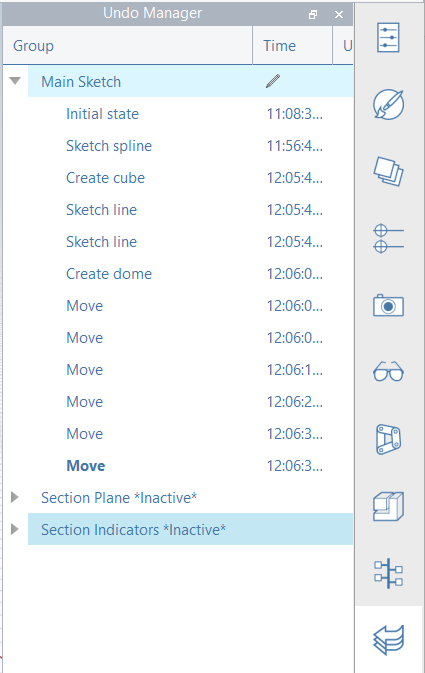 Undo Manager
Group Time U
Main Sketch
Initial state 11:08:3...
Sketch spline 11:56:4...
Create cube 12:05:4...
Sketch line 12:05:4...
Sketch line 12:05:4...
Create dome 12:06:0...
Move 12:06:0...
Move 12:06:0...
Move 12:06:1...
Move 12:06:2...
Move 12:06:3...
Move 12:06:3...
Section Plane *Inactive*
Section Indicators *Inactive*